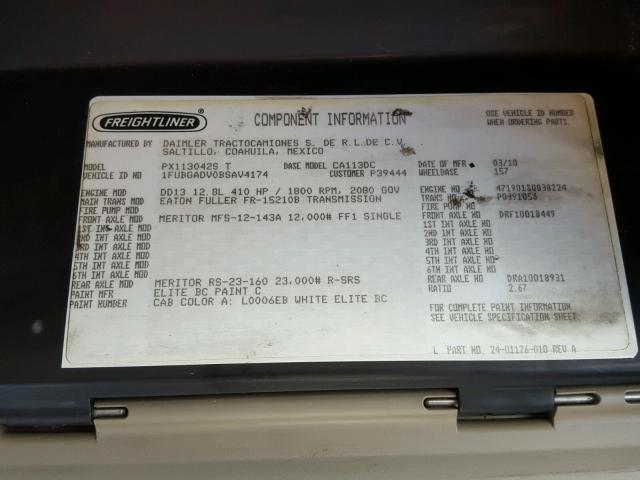 FREIGHTLINER COMPONENT INFORMATION USE VEHICLE ID NUMBER
WHEN ORDERING PARTS.
MANUFACTURED BY DAIMLER TRACTOCAMIONES S. DE R.L.DE C.V.
SALTILLO, COAHUILA, MEXICO
MODEL PX113042S T BASE MODEL CA113DC DATE OF MFR 03/10
VEHICLE ID NO 1FUBGADV0BSAV4174 CUSTOMER P39444 WHEELBASE 157
ENGINE MOD DD13 12.8L 410 HP / 1800 RPM, 2080 GOV ENGINE NO 471901S0038224
TRANS MOD EATON FULLER FR-15210B TRANSMISSION TRANS NO P0391058
FIRE PUMP MOD FIRE PUMP NO
FRONT AXLE MOD MERITOR MFS-12-143A 12,000# FF1 SINGLE FRONT AXLE NO DRF10018449
1ST INT AXLE MOD 1ST INT AXLE NO
2ND INT AXLE MOD 2ND INT AXLE NO
3RD INT AXLE MOD 3RD INT AXLE NO
4TH INT AXLE MOD 4TH INT AXLE NO
5TH INT AXLE MOD 5TH INT AXLE NO
6TH INT AXLE MOD 6TH INT AXLE NO
REAR AXLE MOD MERITOR RS-23-160 23,000# R-SRS REAR AXLE NO DRA10018931
PAINT MFR ELITE BC PAINT C RATIO 2.67
PAINT NUMBER CAB COLOR A: L0006EB WHITE ELITE BC
FOR COMPLETE PAINT INFORMATION
SEE VEHICLE SPECIFICATION SHEET.
L PART NO. 24-01176-010 REV A